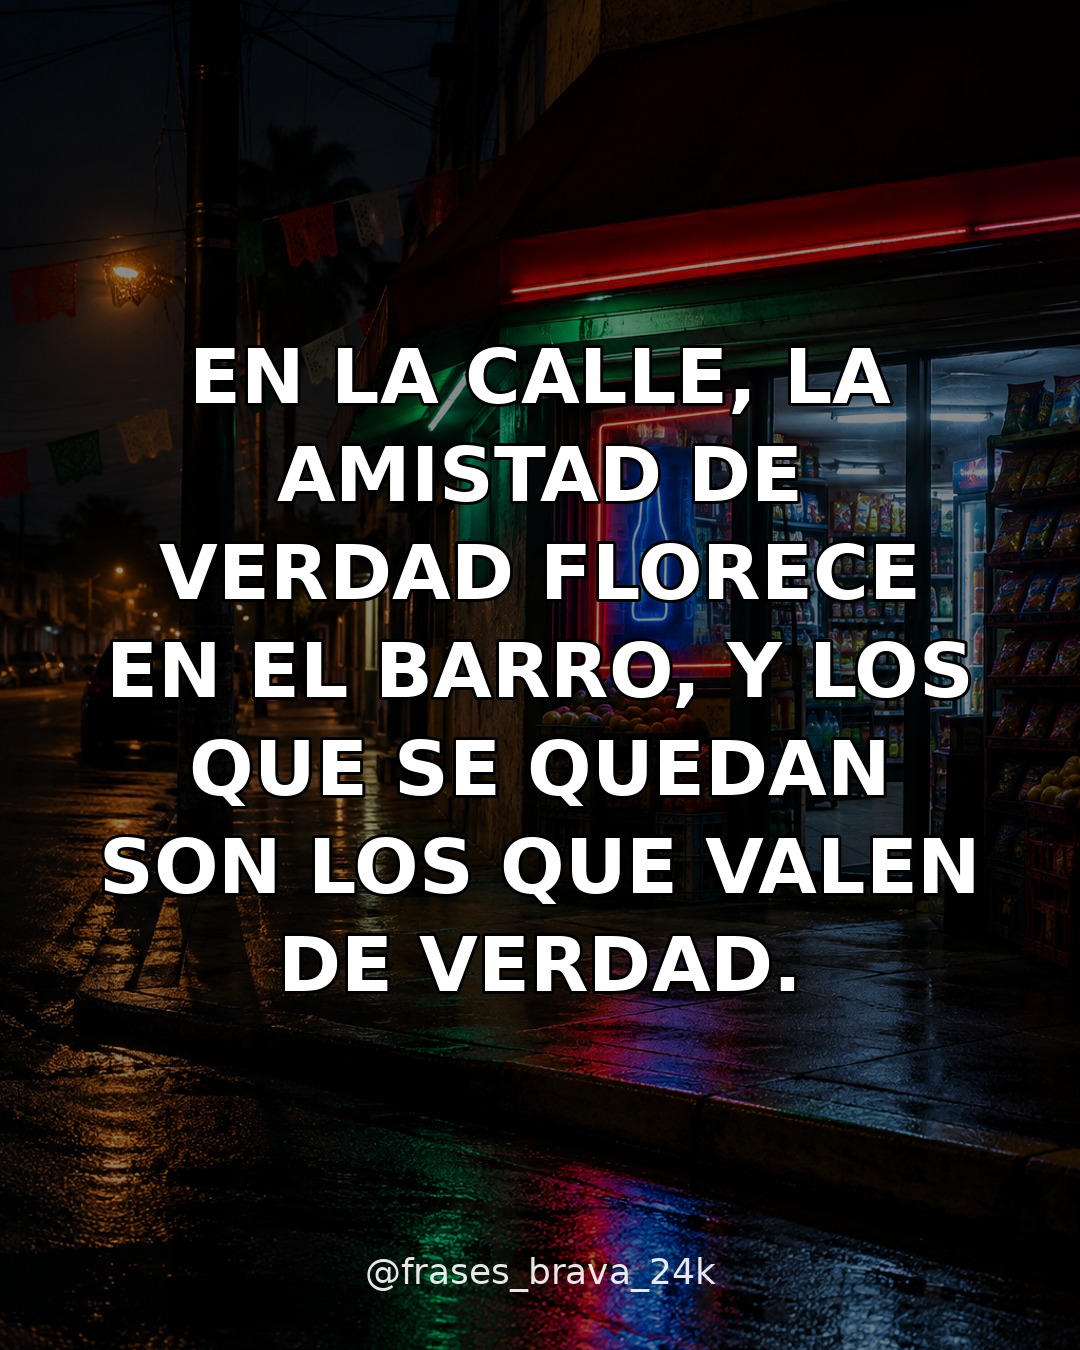 EN LA CALLE, LA
AMISTAD DE
VERDAD FLORECE
EN EL BARRO, Y LOS
QUE SE QUEDAN
SON LOS QUE VALEN
DE VERDAD.
@frases_brava_24k